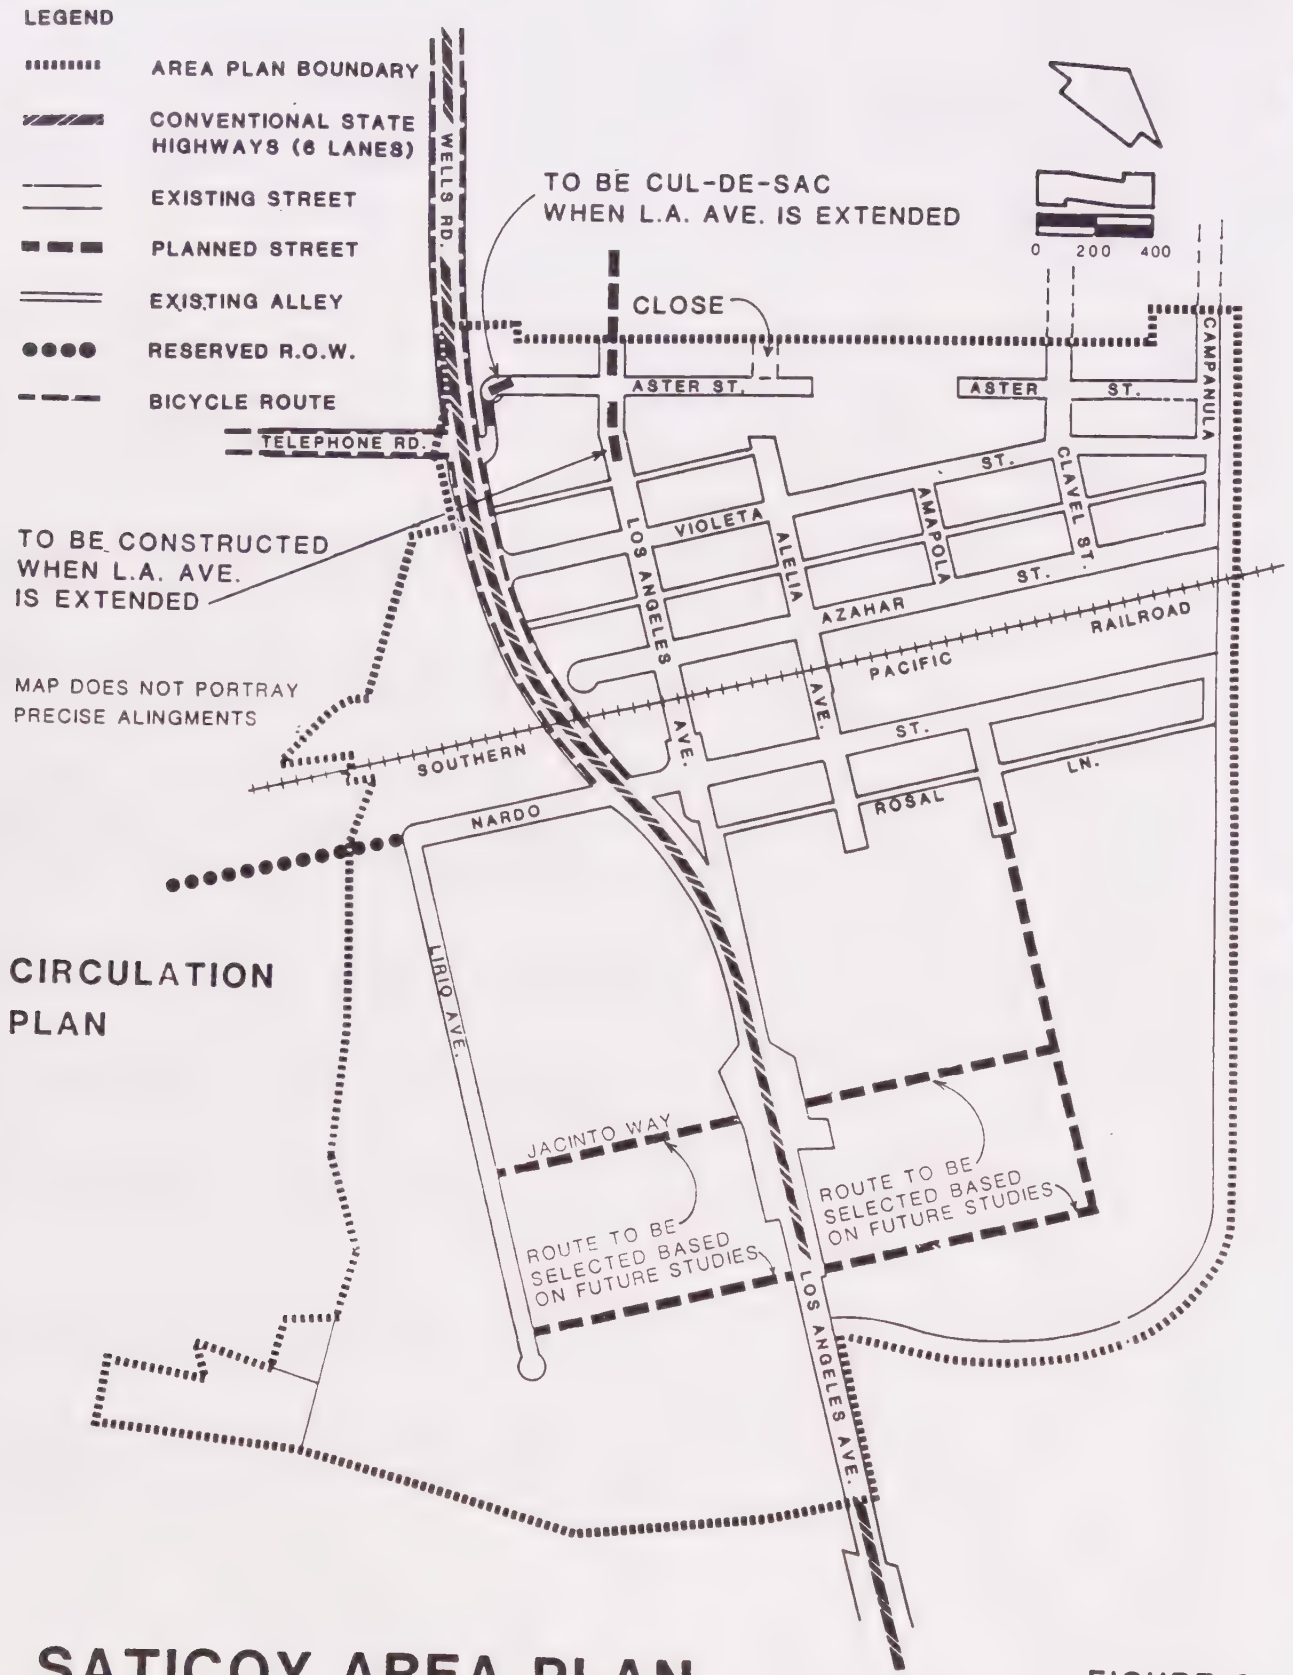 LEGEND
AREA PLAN BOUNDARY
CONVENTIONAL STATE
HIGHWAYS (6 LANES)
EXISTING STREET
PLANNED STREET
EXISTING ALLEY
RESERVED R.O.W.
BICYCLE ROUTE
WELLS RD.
TO BE CUL-DE-SAC
WHEN L.A. AVE. IS EXTENDED
0 200 400
CLOSE
ASTER ST.
ASTER ST.
CAMPANULA
TELEPHONE RD.
ST.
CLAVEL ST.
AMAPOLA
VIOLETA
ALELIA
LOS ANGELES
TO BE CONSTRUCTED
WHEN L.A. AVE.
IS EXTENDED
ST.
AZAHAR
RAILROAD
PACIFIC
MAP DOES NOT PORTRAY
PRECISE ALINGMENTS
AVE.
AVE.
ST.
SOUTHERN
LN.
ROSAL
NARDO
CIRCULATION
PLAN
LIRIO AVE.
JACINTO WAY
ROUTE TO BE
SELECTED BASED
ON FUTURE STUDIES
ROUTE TO BE
SELECTED BASED
ON FUTURE STUDIES
LOS ANGELES AVE.
SATICOY AREA PLAN
FIGURE